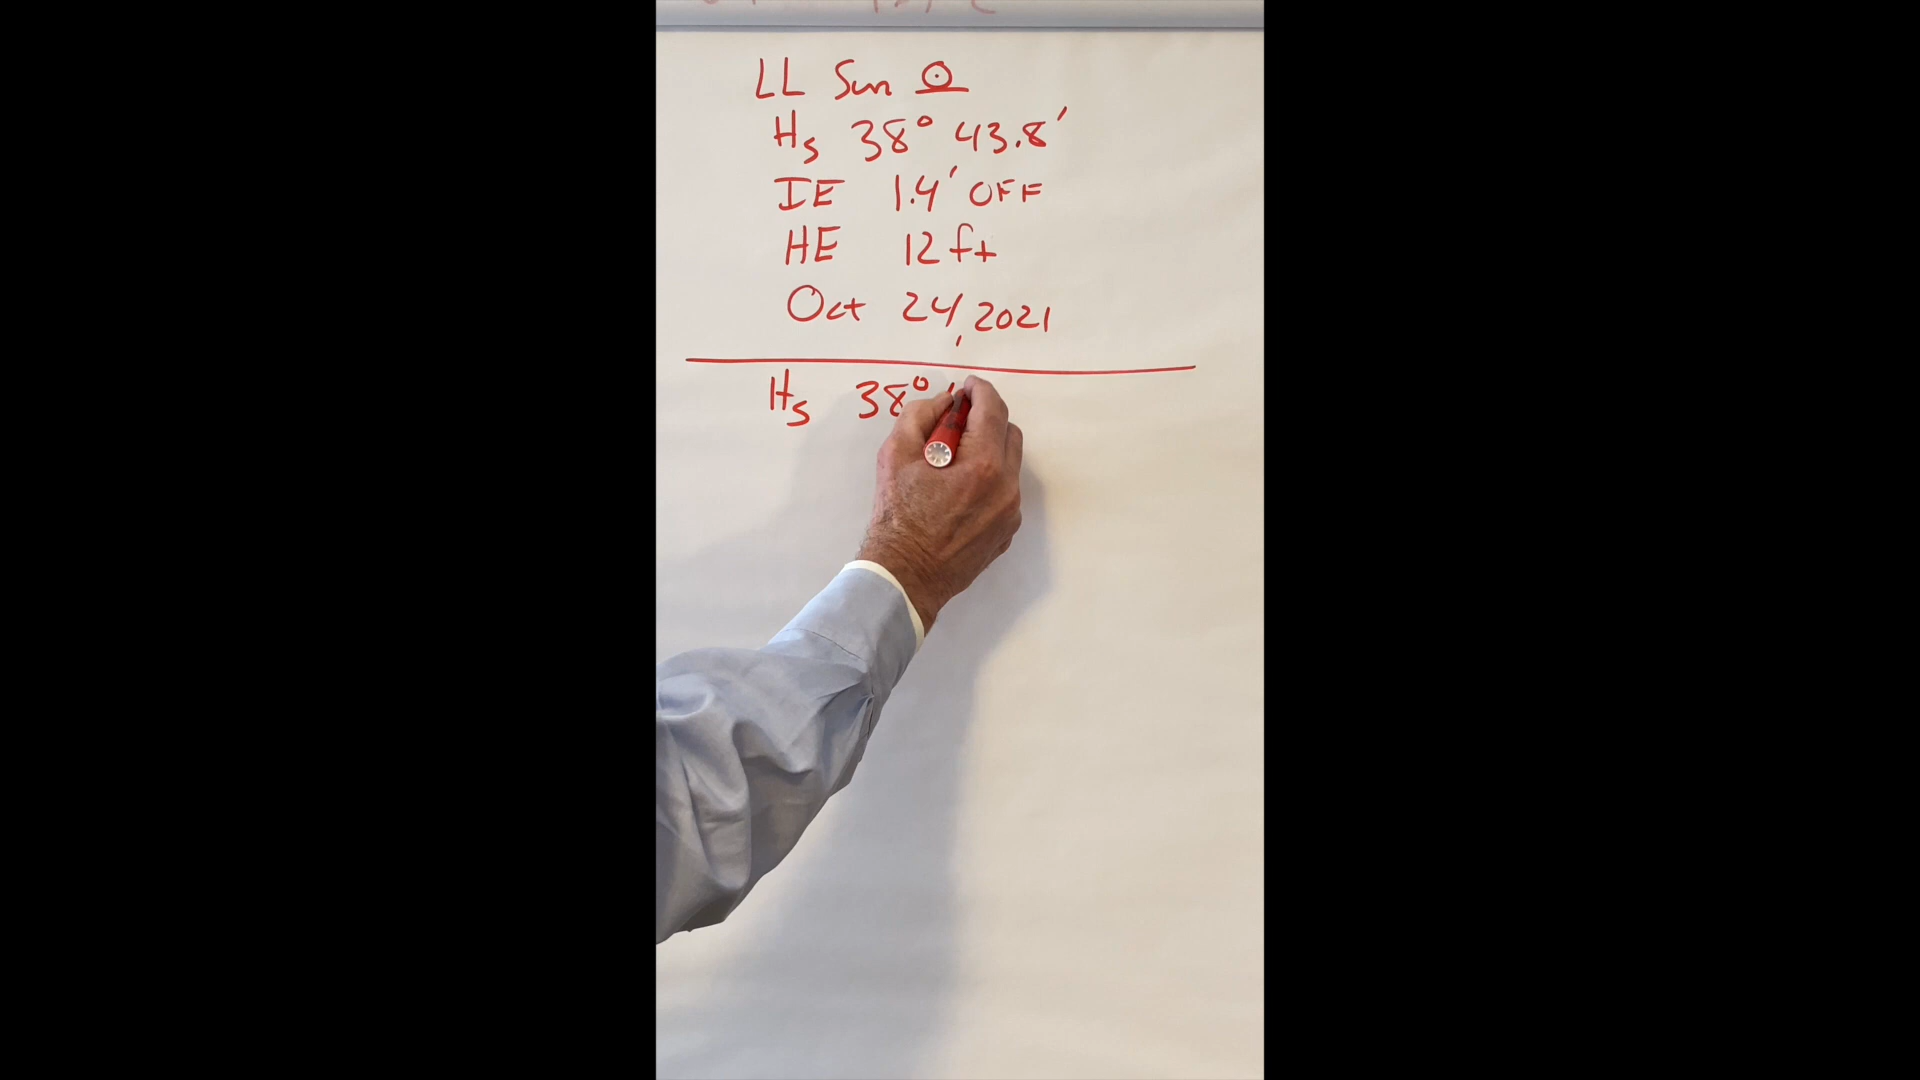 LL Sun ☉
Hs 38° 43.8'
IE 1.4' OFF
HE 12 ft
Oct 24, 2021
Hs 38°